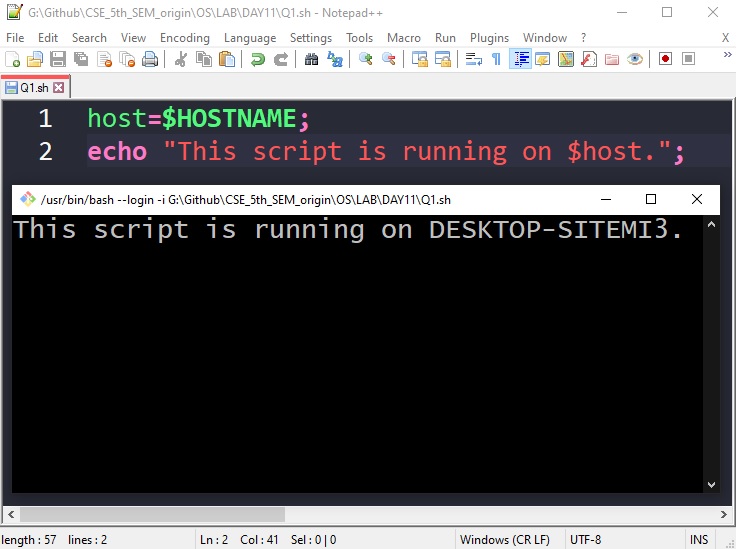 G:\Github\CSE_5th_SEM_origin\OS\LAB\DAY11\Q1.sh - Notepad++
File Edit Search View Encoding Language Settings Tools Macro Run Plugins Window ? X
Q1.sh
1 host=$HOSTNAME;
2 echo "This script is running on $host.";
/usr/bin/bash --login -i G:\Github\CSE_5th_SEM_origin\OS\LAB\DAY11\Q1.sh
This script is running on DESKTOP-SITEMI3.
length : 57 lines : 2 Ln : 2 Col : 41 Sel : 0 | 0 Windows (CR LF) UTF-8 INS